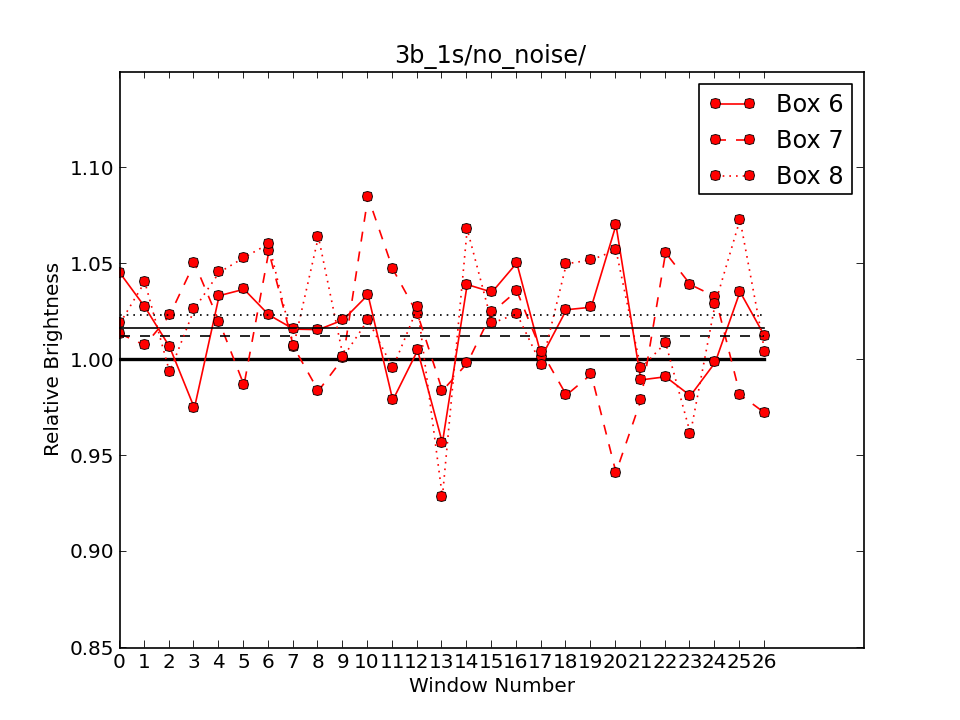 3b_1s/no_noise/
Box 6
Box 7
Box 8
1.10
1.05
1.00
0.95
0.90
0.85
Relative Brightness
0 1 2 3 4 5 6 7 8 9 10 11 12 13 14 15 16 17 18 19 20 21 22 23 24 25 26
Window Number